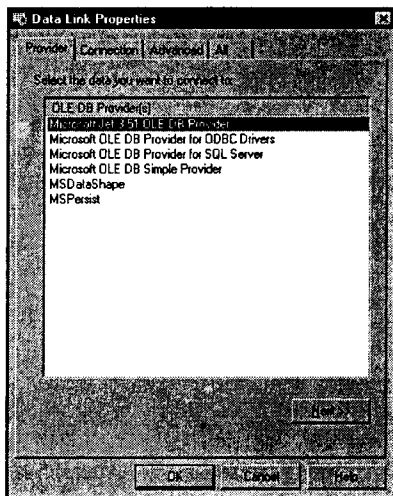 Data Link Properties
Provider Connection Advanced All
Select the data you want to connect to:
OLE DB Provider(s)
Microsoft Jet 3.51 OLE DB Provider
Microsoft OLE DB Provider for ODBC Drivers
Microsoft OLE DB Provider for SQL Server
Microsoft OLE DB Simple Provider
MSDataShape
MSPersist
Next >>
OK Cancel Help